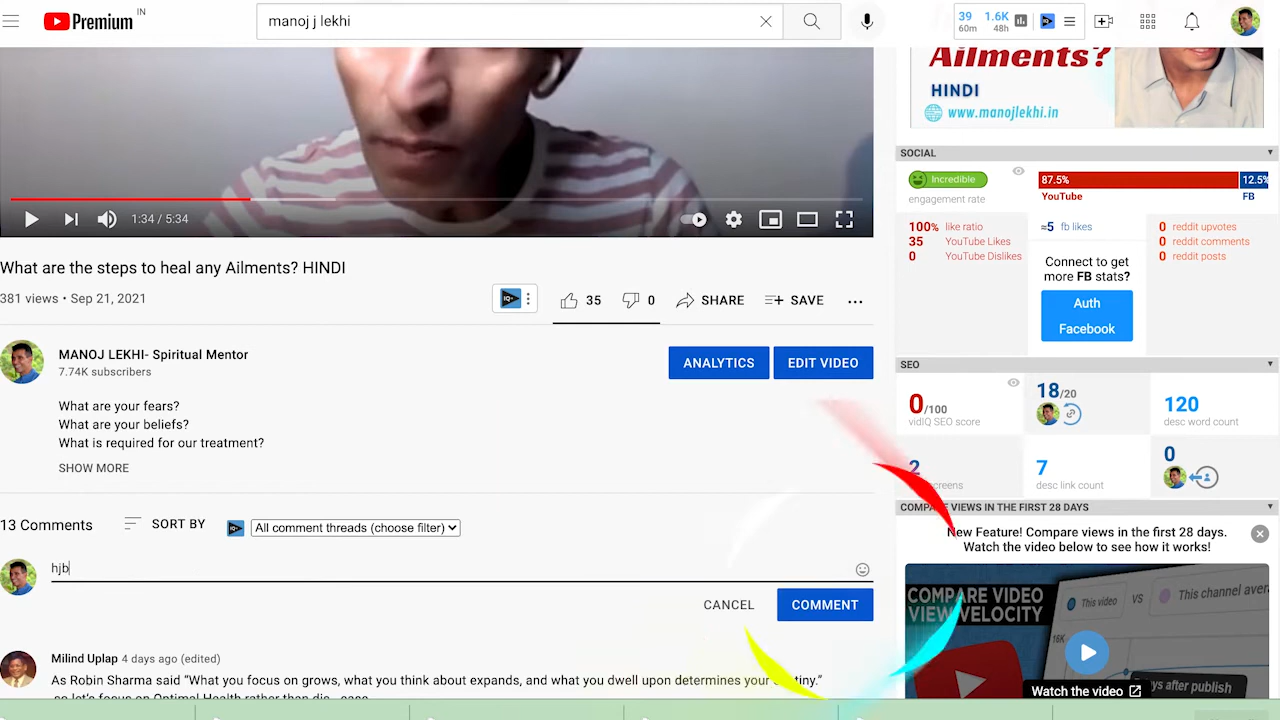 Premium IN
manoj j lekhi
39 1.6K
60m 48h
Ailments?
HINDI
www.manojlekhi.in
SOCIAL
Incredible
engagement rate
87.5% 12.5%
YouTube FB
100% like ratio
35 YouTube Likes
0 YouTube Dislikes
≈5 fb likes
Connect to get
more FB stats?
Auth
Facebook
0 reddit upvotes
0 reddit comments
0 reddit posts
1:34 / 5:34
What are the steps to heal any Ailments? HINDI
381 views • Sep 21, 2021
IQ 35 0 SHARE SAVE
MANOJ LEKHI- Spiritual Mentor
7.74K subscribers
ANALYTICS EDIT VIDEO
What are your fears?
What are your beliefs?
What is required for our treatment?
SHOW MORE
SEO
0/100
vidIQ SEO score
18/20
120
desc word count
2
7
desc link count
0
13 Comments SORT BY All comment threads (choose filter)
hjb
CANCEL COMMENT
Milind Uplap 4 days ago (edited)
As Robin Sharma said “What you focus on grows, what you think about expands, and what you dwell upon determines your destiny.”
COMPARE VIEWS IN THE FIRST 28 DAYS
New Feature! Compare views in the first 28 days.
Watch the video below to see how it works!
COMPARE VIDEO
VIEW VELOCITY
This video VS This channel aver
16K
Watch the video
ys after publish